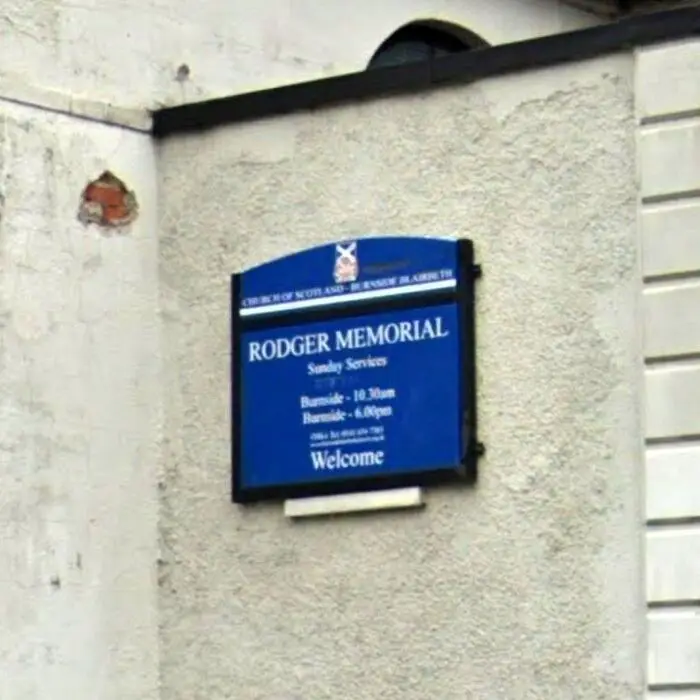 CHURCH OF SCOTLAND - BURNSIDE BLAIRBETH
RODGER MEMORIAL
Sunday Services
Burnside - 10.30am
Burnside - 6.00pm
Welcome